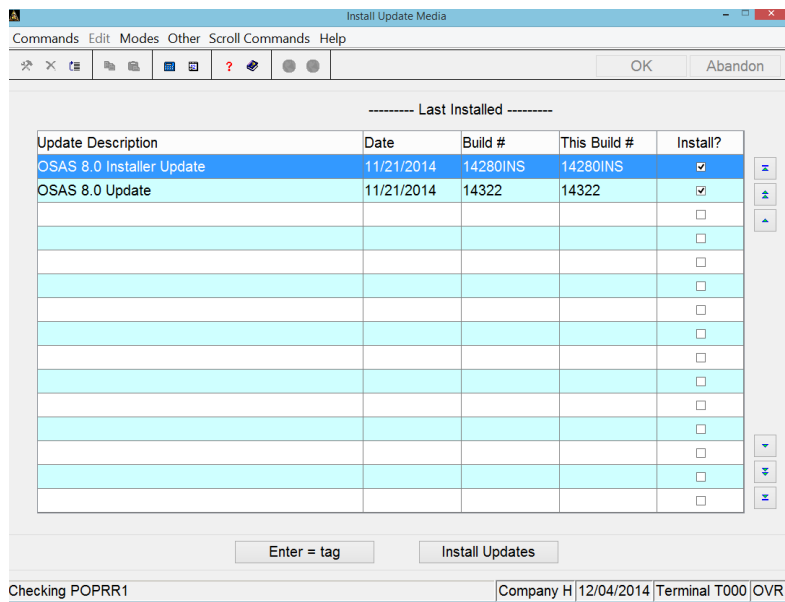 Install Update Media
Commands Edit Modes Other Scroll Commands Help
OK Abandon
--------- Last Installed ---------
Update Description Date Build # This Build # Install?
OSAS 8.0 Installer Update 11/21/2014 14280INS 14280INS
OSAS 8.0 Update 11/21/2014 14322 14322
Enter = tag Install Updates
Checking POPRR1 Company H 12/04/2014 Terminal T000 OVR